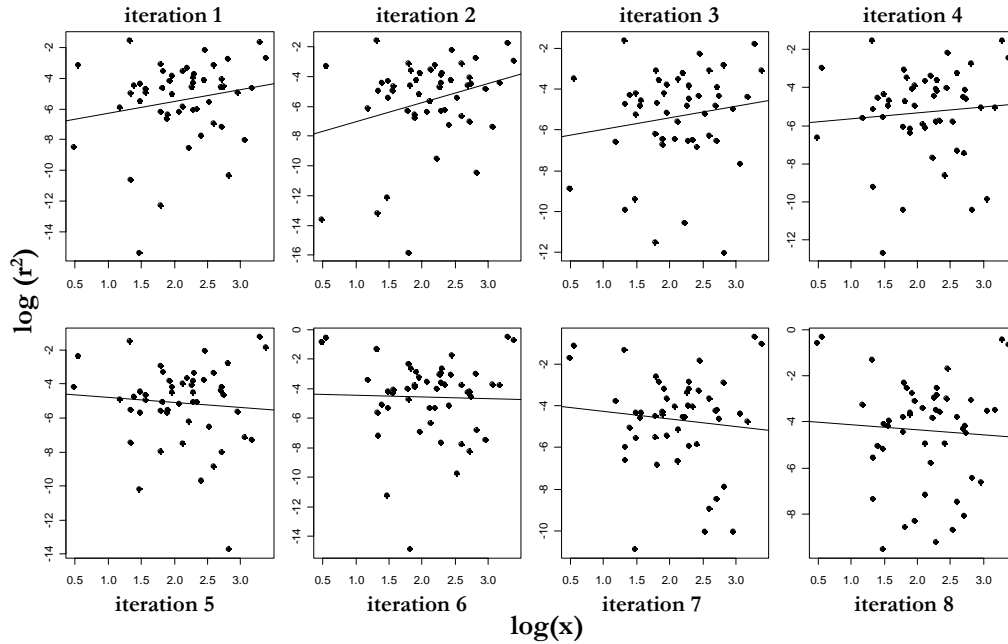 iteration 1 iteration 2 iteration 3 iteration 4
-2 -4 -6 -8 -10 -12 -14
0.5 1.0 1.5 2.0 2.5 3.0
-2 -4 -6 -8 -10 -12 -14 -16
0.5 1.0 1.5 2.0 2.5 3.0
-2 -4 -6 -8 -10 -12
0.5 1.0 1.5 2.0 2.5 3.0
-2 -4 -6 -8 -10 -12
0.5 1.0 1.5 2.0 2.5 3.0
log (r²)
-2 -4 -6 -8 -10 -12 -14
0.5 1.0 1.5 2.0 2.5 3.0
0 -2 -4 -6 -8 -10 -12 -14
0.5 1.0 1.5 2.0 2.5 3.0
-2 -4 -6 -8 -10
0.5 1.0 1.5 2.0 2.5 3.0
0 -2 -4 -6 -8
0.5 1.0 1.5 2.0 2.5 3.0
iteration 5 iteration 6 iteration 7 iteration 8
log(x)